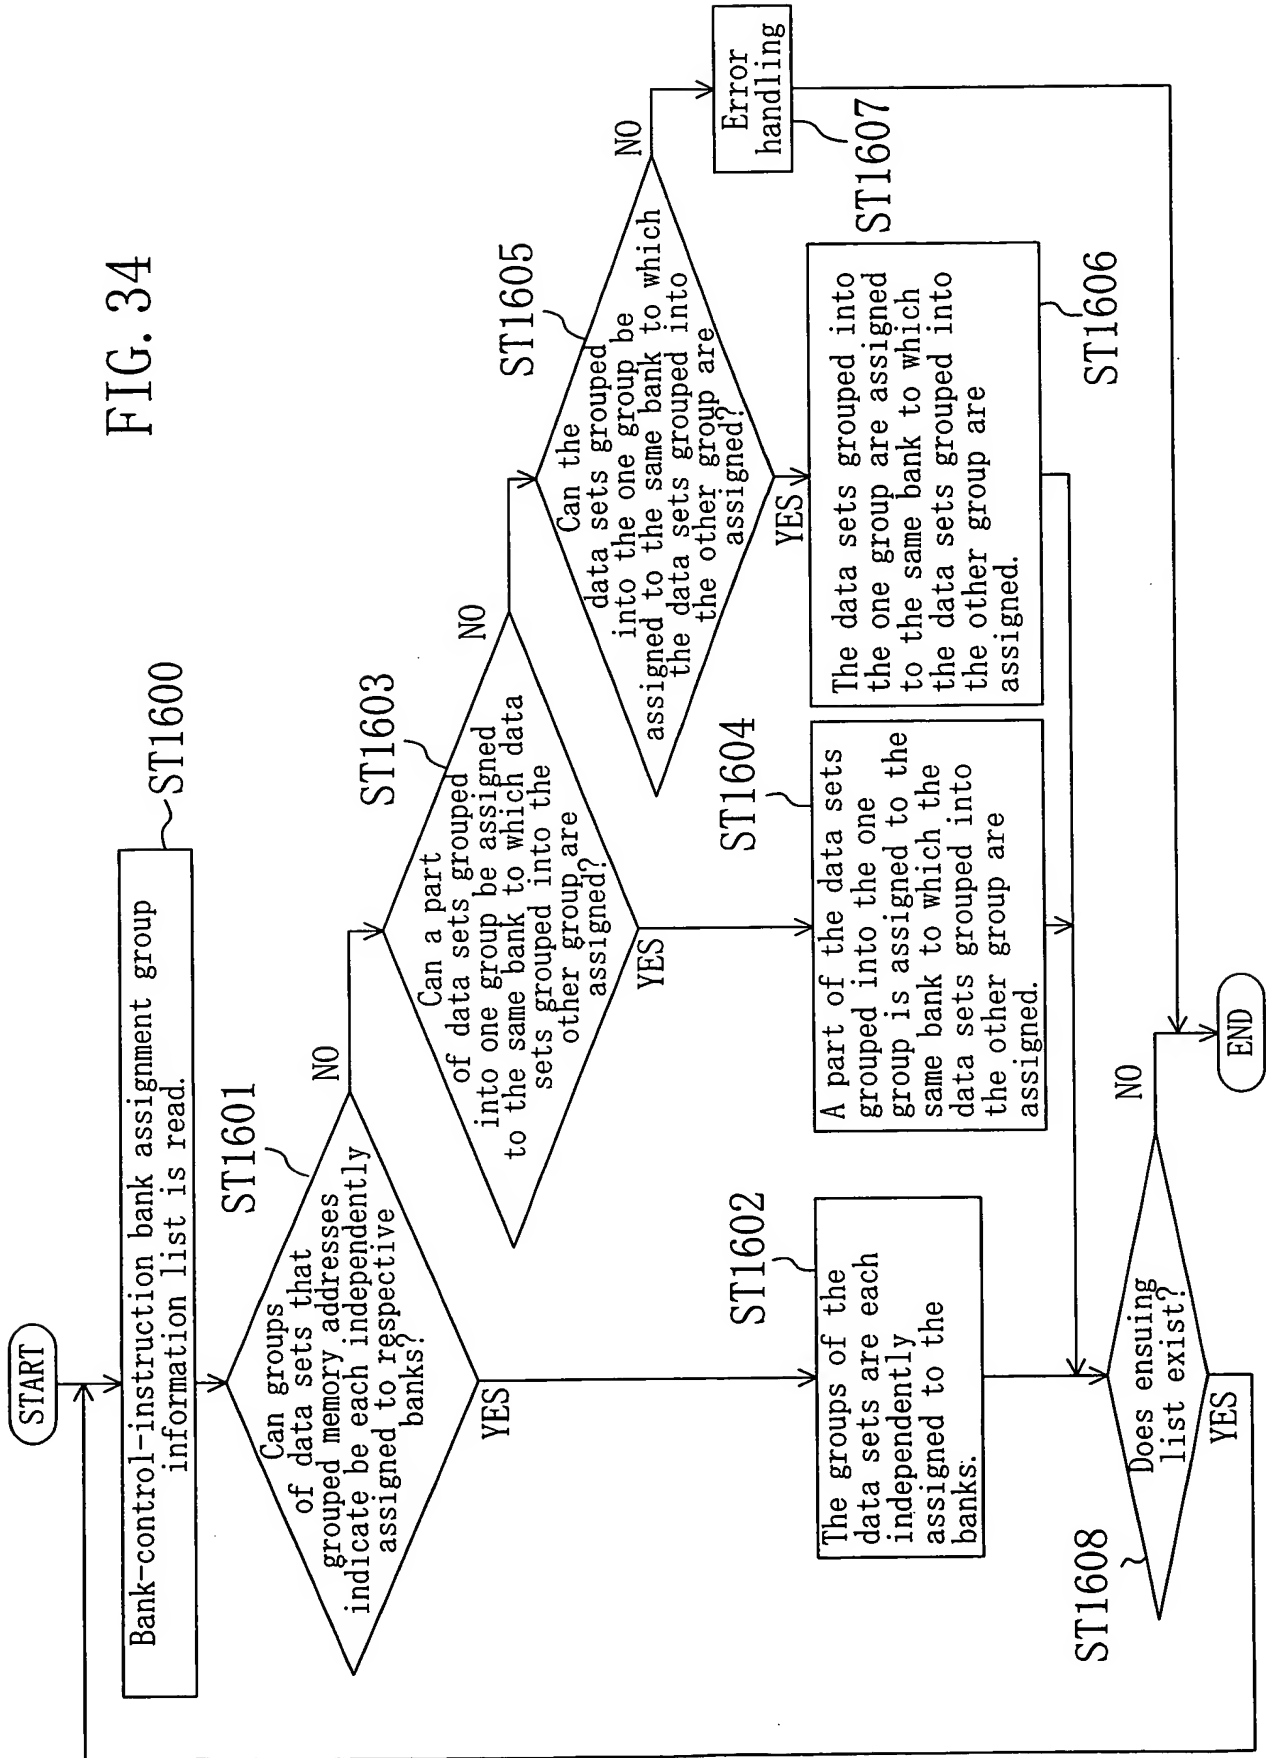 FIG. 34
START
Bank-control-instruction bank assignment group
information list is read.
ST1600
Can groups
of data sets that
grouped memory addresses
indicate be each independently
assigned to respective
banks?
ST1601
NO
YES
Can a part
of data sets grouped
into one group be assigned
to the same bank to which data
sets grouped into the
other group are
assigned?
ST1603
NO
YES
Can the
data sets grouped
into the one group be
assigned to the same bank to which
the data sets grouped into
the other group are
assigned?
ST1605
NO
YES
Error
handling
ST1607
The groups of the
data sets are each
independently
assigned to the
banks.
ST1602
A part of the data sets
grouped into the one
group is assigned to the
same bank to which the
data sets grouped into
the other group are
assigned.
ST1604
The data sets grouped into
the one group are assigned
to the same bank to which
the data sets grouped into
the other group are
assigned.
ST1606
Does ensuing
list exist?
ST1608
NO
YES
END